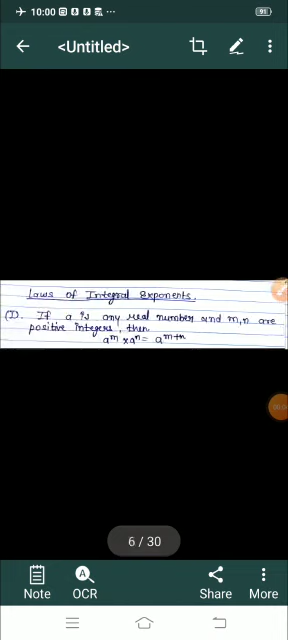 10:00
91
<Untitled>
Laws of Integral Exponents.
(I). If a is any real number and m,n are
positive integers, then
a^m x a^n = a^m+n
6 / 30
Note OCR Share More